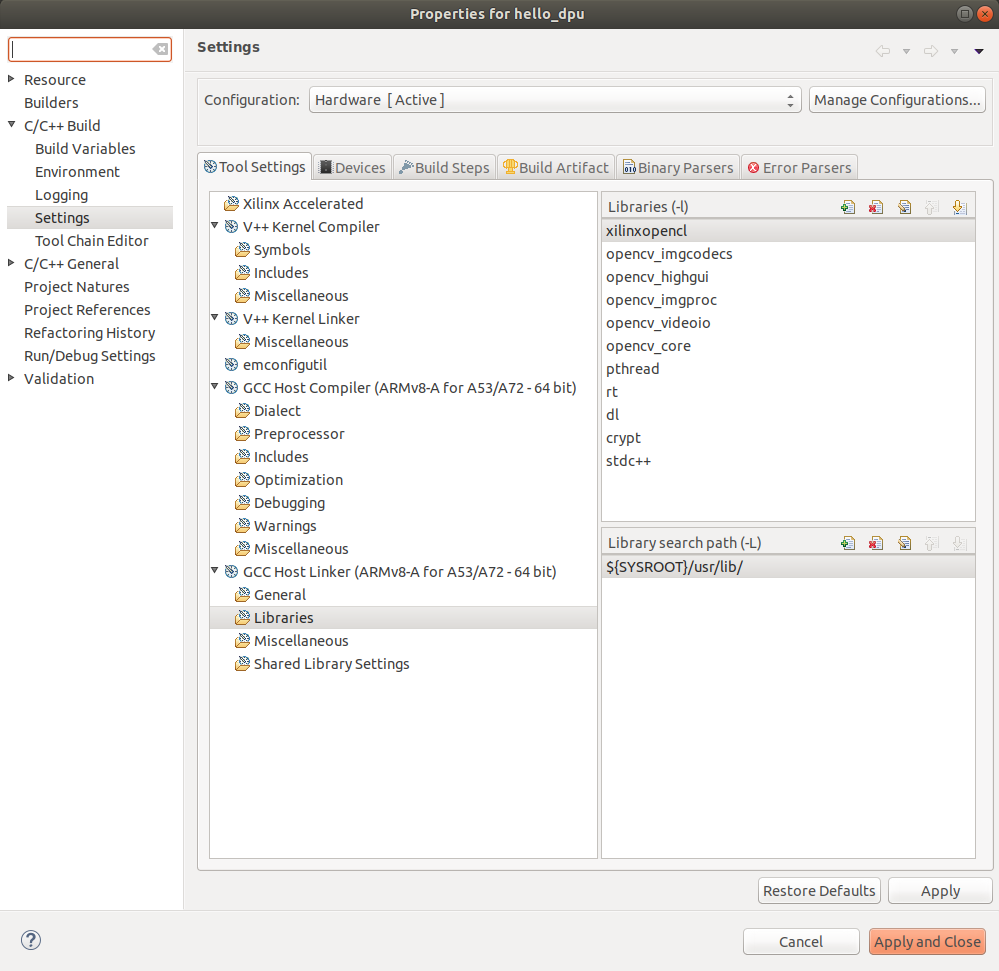 Properties for hello_dpu
Settings
Resource
Builders
C/C++ Build
Build Variables
Environment
Logging
Settings
Tool Chain Editor
C/C++ General
Project Natures
Project References
Refactoring History
Run/Debug Settings
Validation
Configuration: Hardware [ Active ] Manage Configurations...
Tool Settings Devices Build Steps Build Artifact Binary Parsers Error Parsers
Xilinx Accelerated
V++ Kernel Compiler
Symbols
Includes
Miscellaneous
V++ Kernel Linker
Miscellaneous
emconfigutil
GCC Host Compiler (ARMv8-A for A53/A72 - 64 bit)
Dialect
Preprocessor
Includes
Optimization
Debugging
Warnings
Miscellaneous
GCC Host Linker (ARMv8-A for A53/A72 - 64 bit)
General
Libraries
Miscellaneous
Shared Library Settings
Libraries (-l)
xilinxopencl
opencv_imgcodecs
opencv_highgui
opencv_imgproc
opencv_videoio
opencv_core
pthread
rt
dl
crypt
stdc++
Library search path (-L)
${SYSROOT}/usr/lib/
Restore Defaults Apply
Cancel Apply and Close